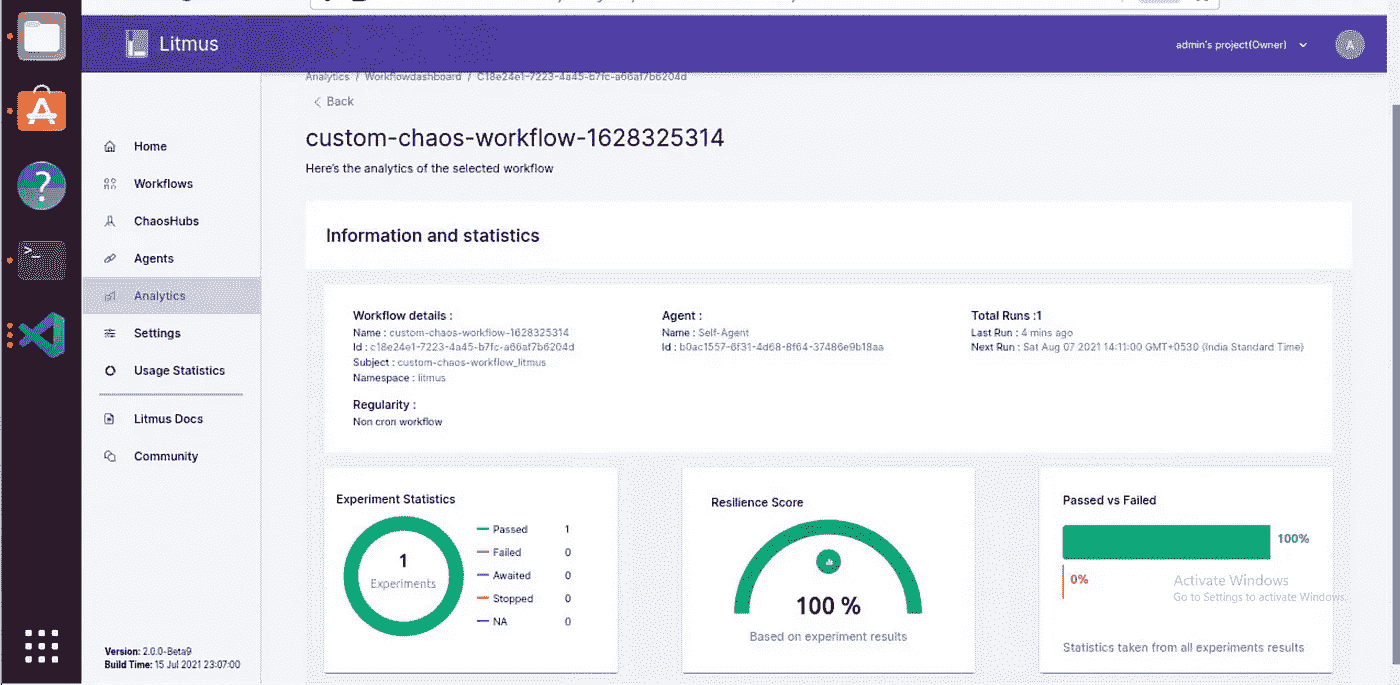 Litmus
admin's project(Owner)
A
Analytics / Workflowdashboard / C18e24e1-7223-4a45-b7fc-a66af7b6204d
Back
custom-chaos-workflow-1628325314
Here's the analytics of the selected workflow
Home
Workflows
ChaosHubs
Agents
Analytics
Settings
Usage Statistics
Litmus Docs
Community
Version: 2.0.0-Beta9
Build Time: 15 Jul 2021 23:07:00
Information and statistics
Workflow details :
Name : custom-chaos-workflow-1628325314
Id : c18e24e1-7223-4a45-b7fc-a66af7b6204d
Subject : custom-chaos-workflow_litmus
Namespace : litmus
Regularity :
Non cron workflow
Agent :
Name : Self-Agent
Id : b0ac1557-6f31-4d68-8f64-37486e9b18aa
Total Runs :1
Last Run : 4 mins ago
Next Run : Sat Aug 07 2021 14:11:00 GMT+0530 (India Standard Time)
Experiment Statistics
1
Experiments
Passed 1
Failed 0
Awaited 0
Stopped 0
NA 0
Resilience Score
100 %
Based on experiment results
Passed vs Failed
100%
0%
Activate Windows
Go to Settings to activate Windows.
Statistics taken from all experiments results